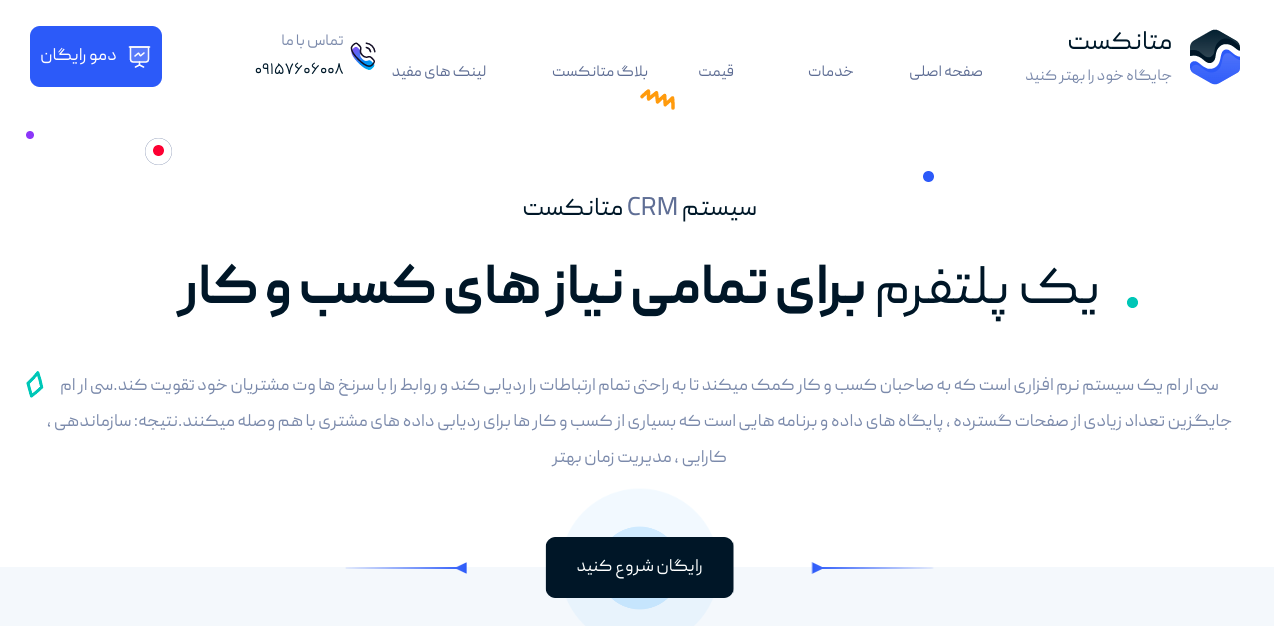 متانکست
جایگاه خود را بهتر کنید
صفحه اصلی
خدمات
قیمت
بلاگ متانکست
لینک های مفید
تماس با ما
۰۹۱۵۷۶۰۶۰۰۸
دمو رایگان
سیستم CRM متانکست
یک پلتفرم برای تمامی نیاز های کسب و کار
سی ار ام یک سیستم نرم افزاری است که به صاحبان کسب و کار کمک میکند تا به راحتی تمام ارتباطات را ردیابی کند و روابط را با سرنخ ها وت مشتریان خود تقویت کند.سی ار ام
جایگزین تعداد زیادی از صفحات گسترده ، پایگاه های داده و برنامه هایی است که بسیاری از کسب و کار ها برای ردیابی داده های مشتری با هم وصله میکنند.نتیجه: سازماندهی ،
کارایی ، مدیریت زمان بهتر
رایگان شروع کنید